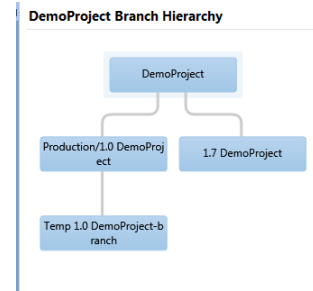 DemoProject Branch Hierarchy
DemoProject
Production/1.0 DemoProj
ect
1.7 DemoProject
Temp 1.0 DemoProject-b
ranch